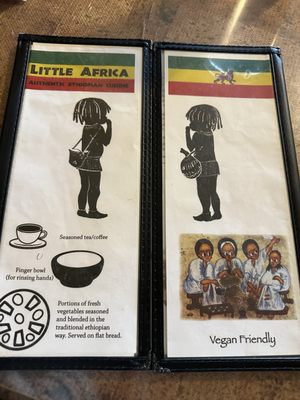 LITTLE AFRICA
AUTHENTIC ETHIOPIAN CUISINE
Seasoned tea/coffee
Finger bowl
(for rinsing hands)
Portions of fresh
vegetables seasoned
and blended in the
traditional ethiopian
way. Served on flat bread.
Vegan Friendly